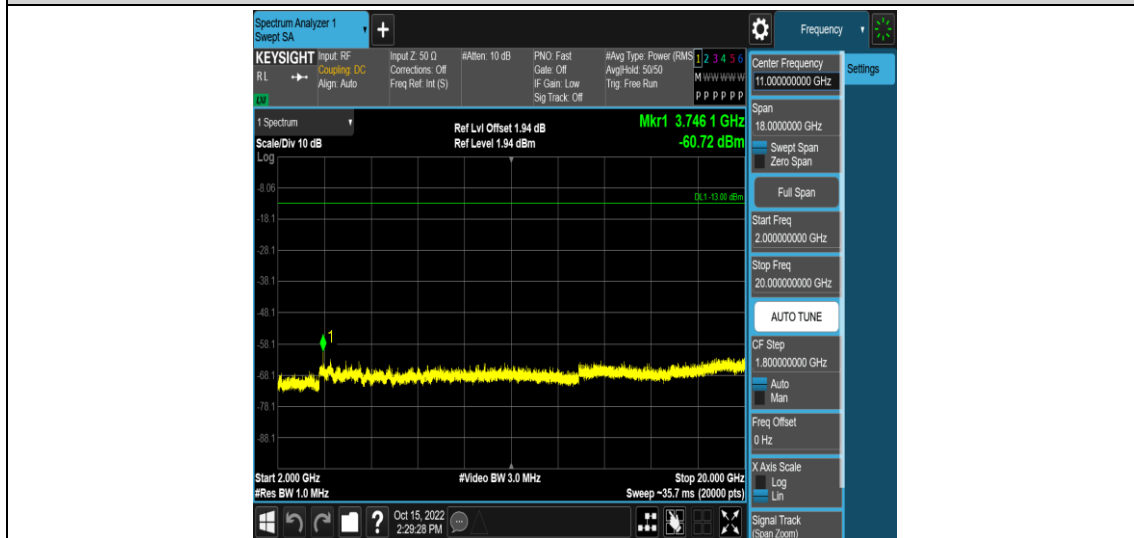 Spectrum Analyzer 1
Swept SA
+
Frequency
KEYSIGHT
RL
LW
Input: RF
Coupling: DC
Align: Auto
Input Z: 50 Ω
Corrections: Off
Freq Ref: Int (S)
#Atten: 10 dB
PNO: Fast
Gate: Off
IF Gain: Low
Sig Track: Off
#Avg Type: Power (RMS
Avg|Hold: 50/50
Trig: Free Run
1 2 3 4 5 6
M W W W W W
P P P P P P
1 Spectrum
Scale/Div 10 dB
Log
Ref Lvl Offset 1.94 dB
Ref Level 1.94 dBm
Mkr1 3.746 1 GHz
-60.72 dBm
-8.06
DL1 -13.00 dBm
-18.1
-28.1
-38.1
-48.1
1
-58.1
-68.1
-78.1
-88.1
Start 2.000 GHz
#Video BW 3.0 MHz
Stop 20.000 GHz
#Res BW 1.0 MHz
Sweep ~35.7 ms (20000 pts)
?
Oct 15, 2022
2:29:28 PM
Center Frequency
11.000000000 GHz
Settings
Span
18.0000000 GHz
Swept Span
Zero Span
Full Span
Start Freq
2.000000000 GHz
Stop Freq
20.000000000 GHz
AUTO TUNE
CF Step
1.800000000 GHz
Auto
Man
Freq Offset
0 Hz
X Axis Scale
Log
Lin
Signal Track
(Span Zoom)